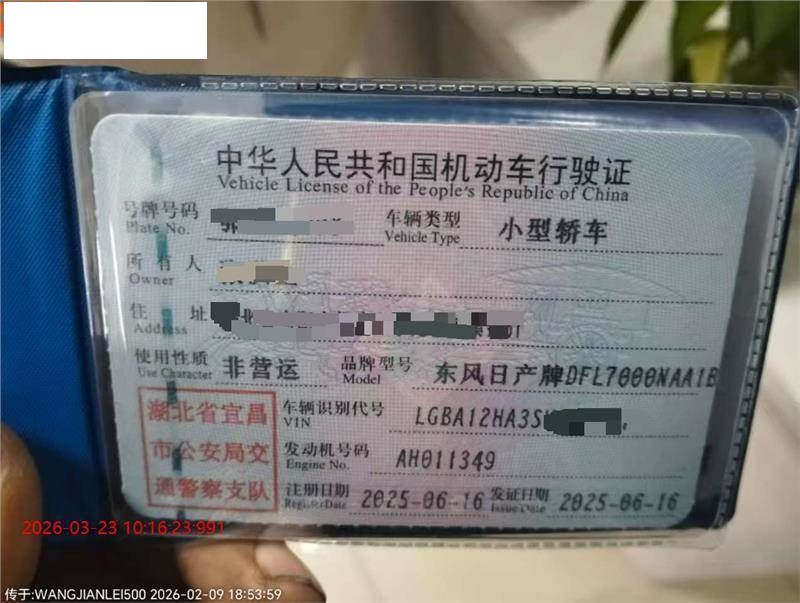 中华人民共和国机动车行驶证
Vehicle License of the People's Republic of China
号牌号码 车辆类型 小型轿车
Plate No. Vehicle Type
所有人
Owner
住址
Address
使用性质 非营运 品牌型号 东风日产牌DFL7000NAA1B
Use Character Model
湖北省宜昌
市公安局交
通警察支队
车辆识别代号 LGBA12HA3S
VIN
发动机号码 AH011349
Engine No.
注册日期 2025-06-16 发证日期 2025-06-16
Register Date Issue Date
2026-03-23 10:16:23:991
传于:WANGJIANLEI500 2026-02-09 18:53:59